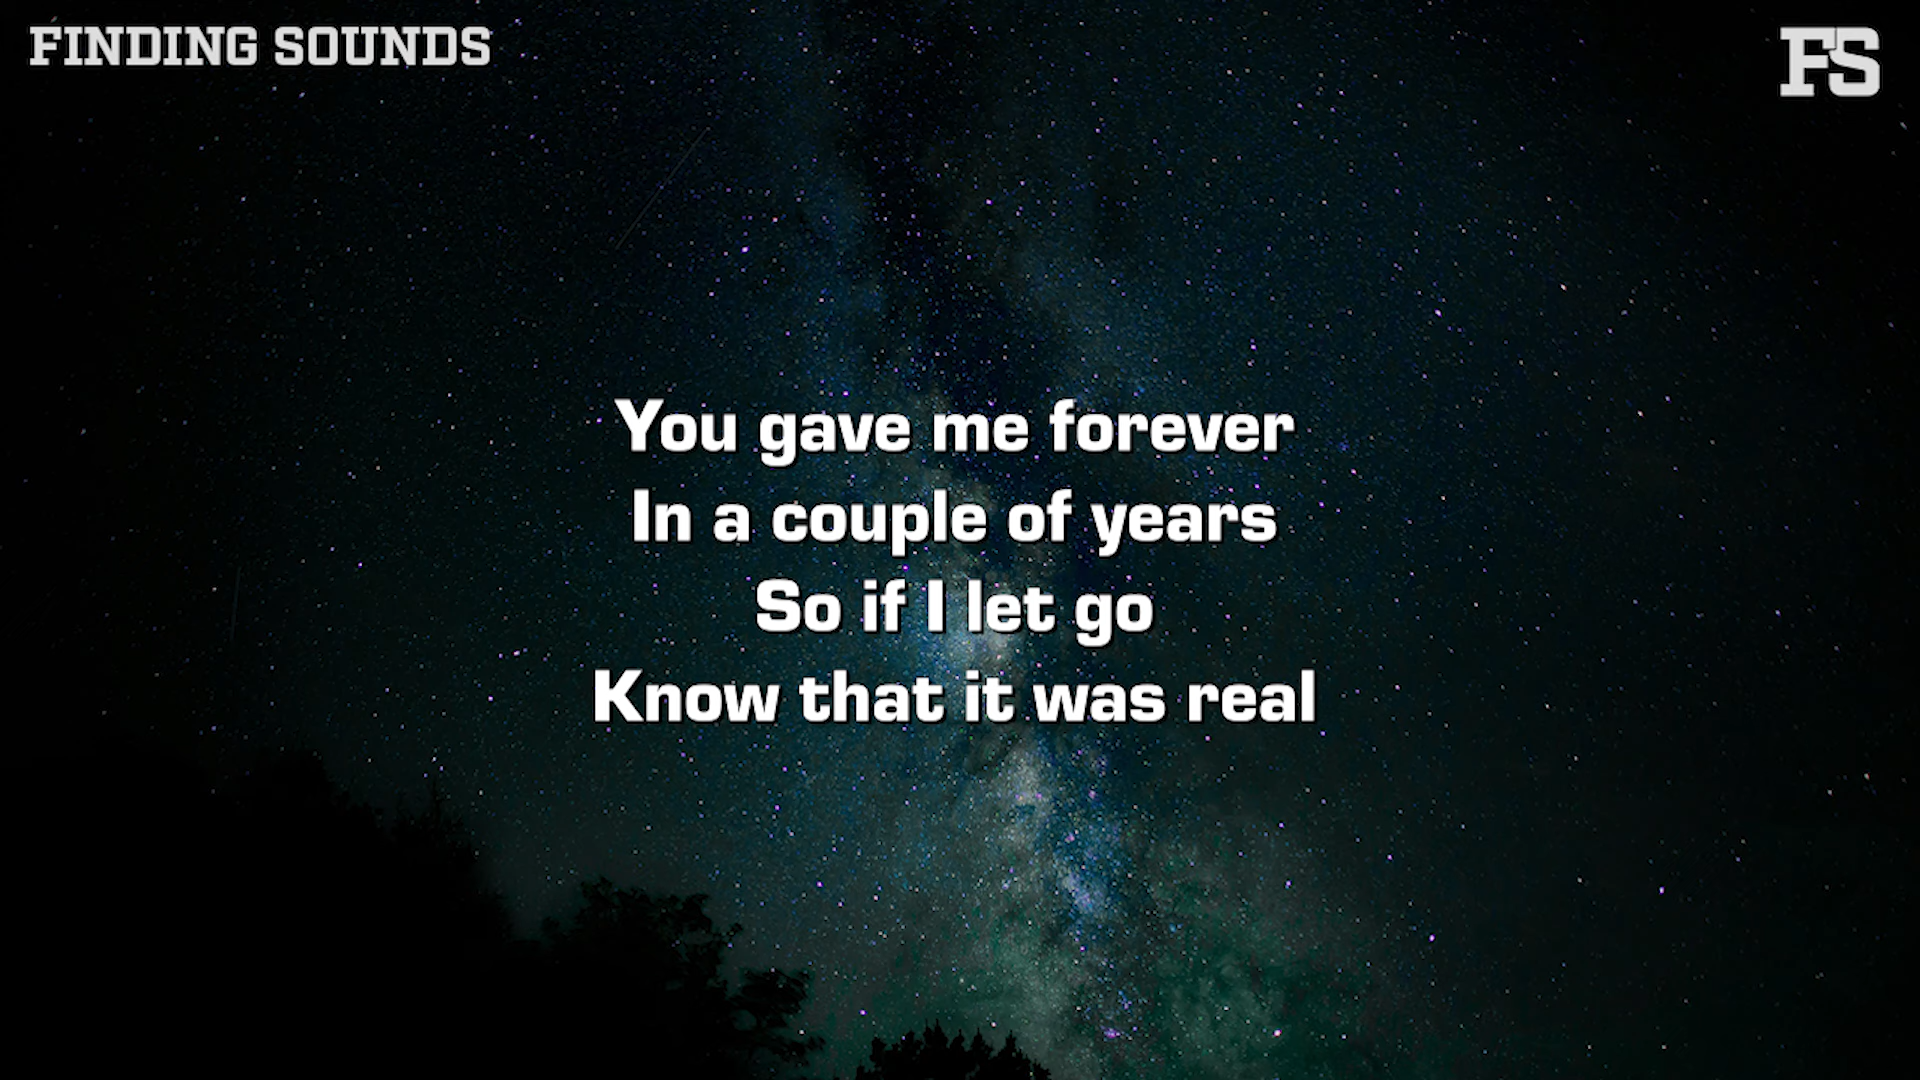 FINDING SOUNDS
FS
You gave me forever
In a couple of years
So if I let go
Know that it was real